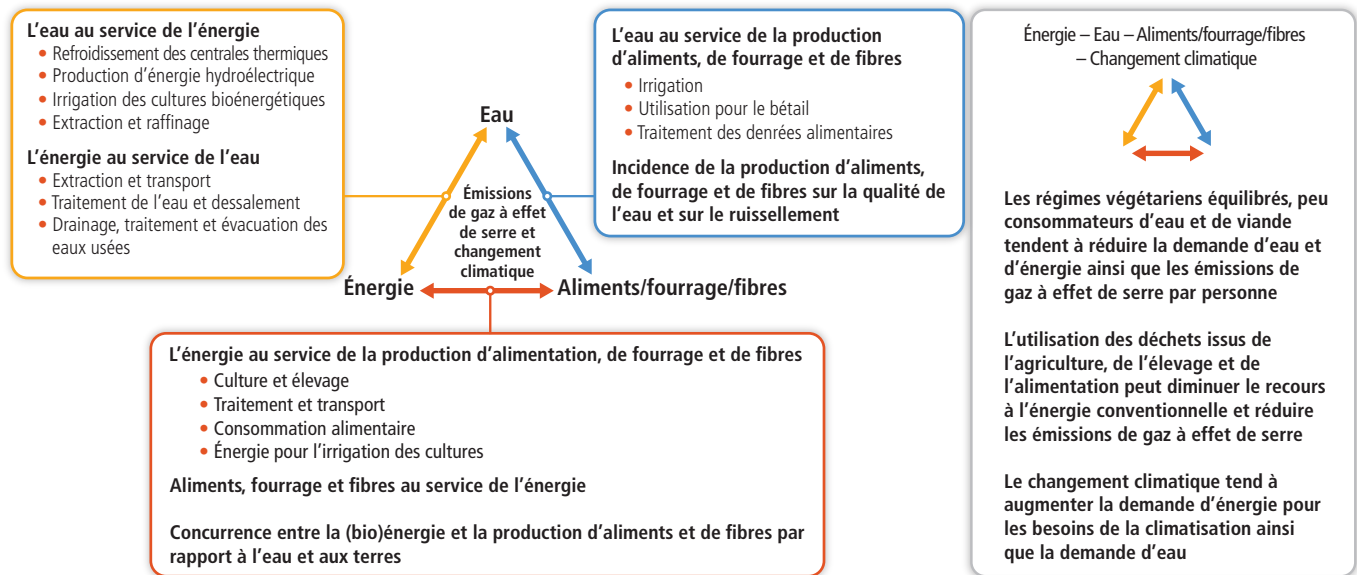 L'eau au service de l'énergie
• Refroidissement des centrales thermiques
• Production d'énergie hydroélectrique
• Irrigation des cultures bioénergétiques
• Extraction et raffinage
L'énergie au service de l'eau
• Extraction et transport
• Traitement de l'eau et dessalement
• Drainage, traitement et évacuation des
eaux usées
Eau
Émissions
de gaz à effet
de serre et
changement
climatique
Énergie
Aliments/fourrage/fibres
L'eau au service de la production
d'aliments, de fourrage et de fibres
• Irrigation
• Utilisation pour le bétail
• Traitement des denrées alimentaires
Incidence de la production d'aliments,
de fourrage et de fibres sur la qualité de
l'eau et sur le ruissellement
L'énergie au service de la production d'alimentation, de fourrage et de fibres
• Culture et élevage
• Traitement et transport
• Consommation alimentaire
• Énergie pour l'irrigation des cultures
Aliments, fourrage et fibres au service de l'énergie
Concurrence entre la (bio)énergie et la production d'aliments et de fibres par
rapport à l'eau et aux terres
Énergie – Eau – Aliments/fourrage/fibres
– Changement climatique
Les régimes végétariens équilibrés, peu
consommateurs d'eau et de viande
tendent à réduire la demande d'eau et
d'énergie ainsi que les émissions de
gaz à effet de serre par personne
L'utilisation des déchets issus de
l'agriculture, de l'élevage et de
l'alimentation peut diminuer le recours
à l'énergie conventionnelle et réduire
les émissions de gaz à effet de serre
Le changement climatique tend à
augmenter la demande d'énergie pour
les besoins de la climatisation ainsi
que la demande d'eau